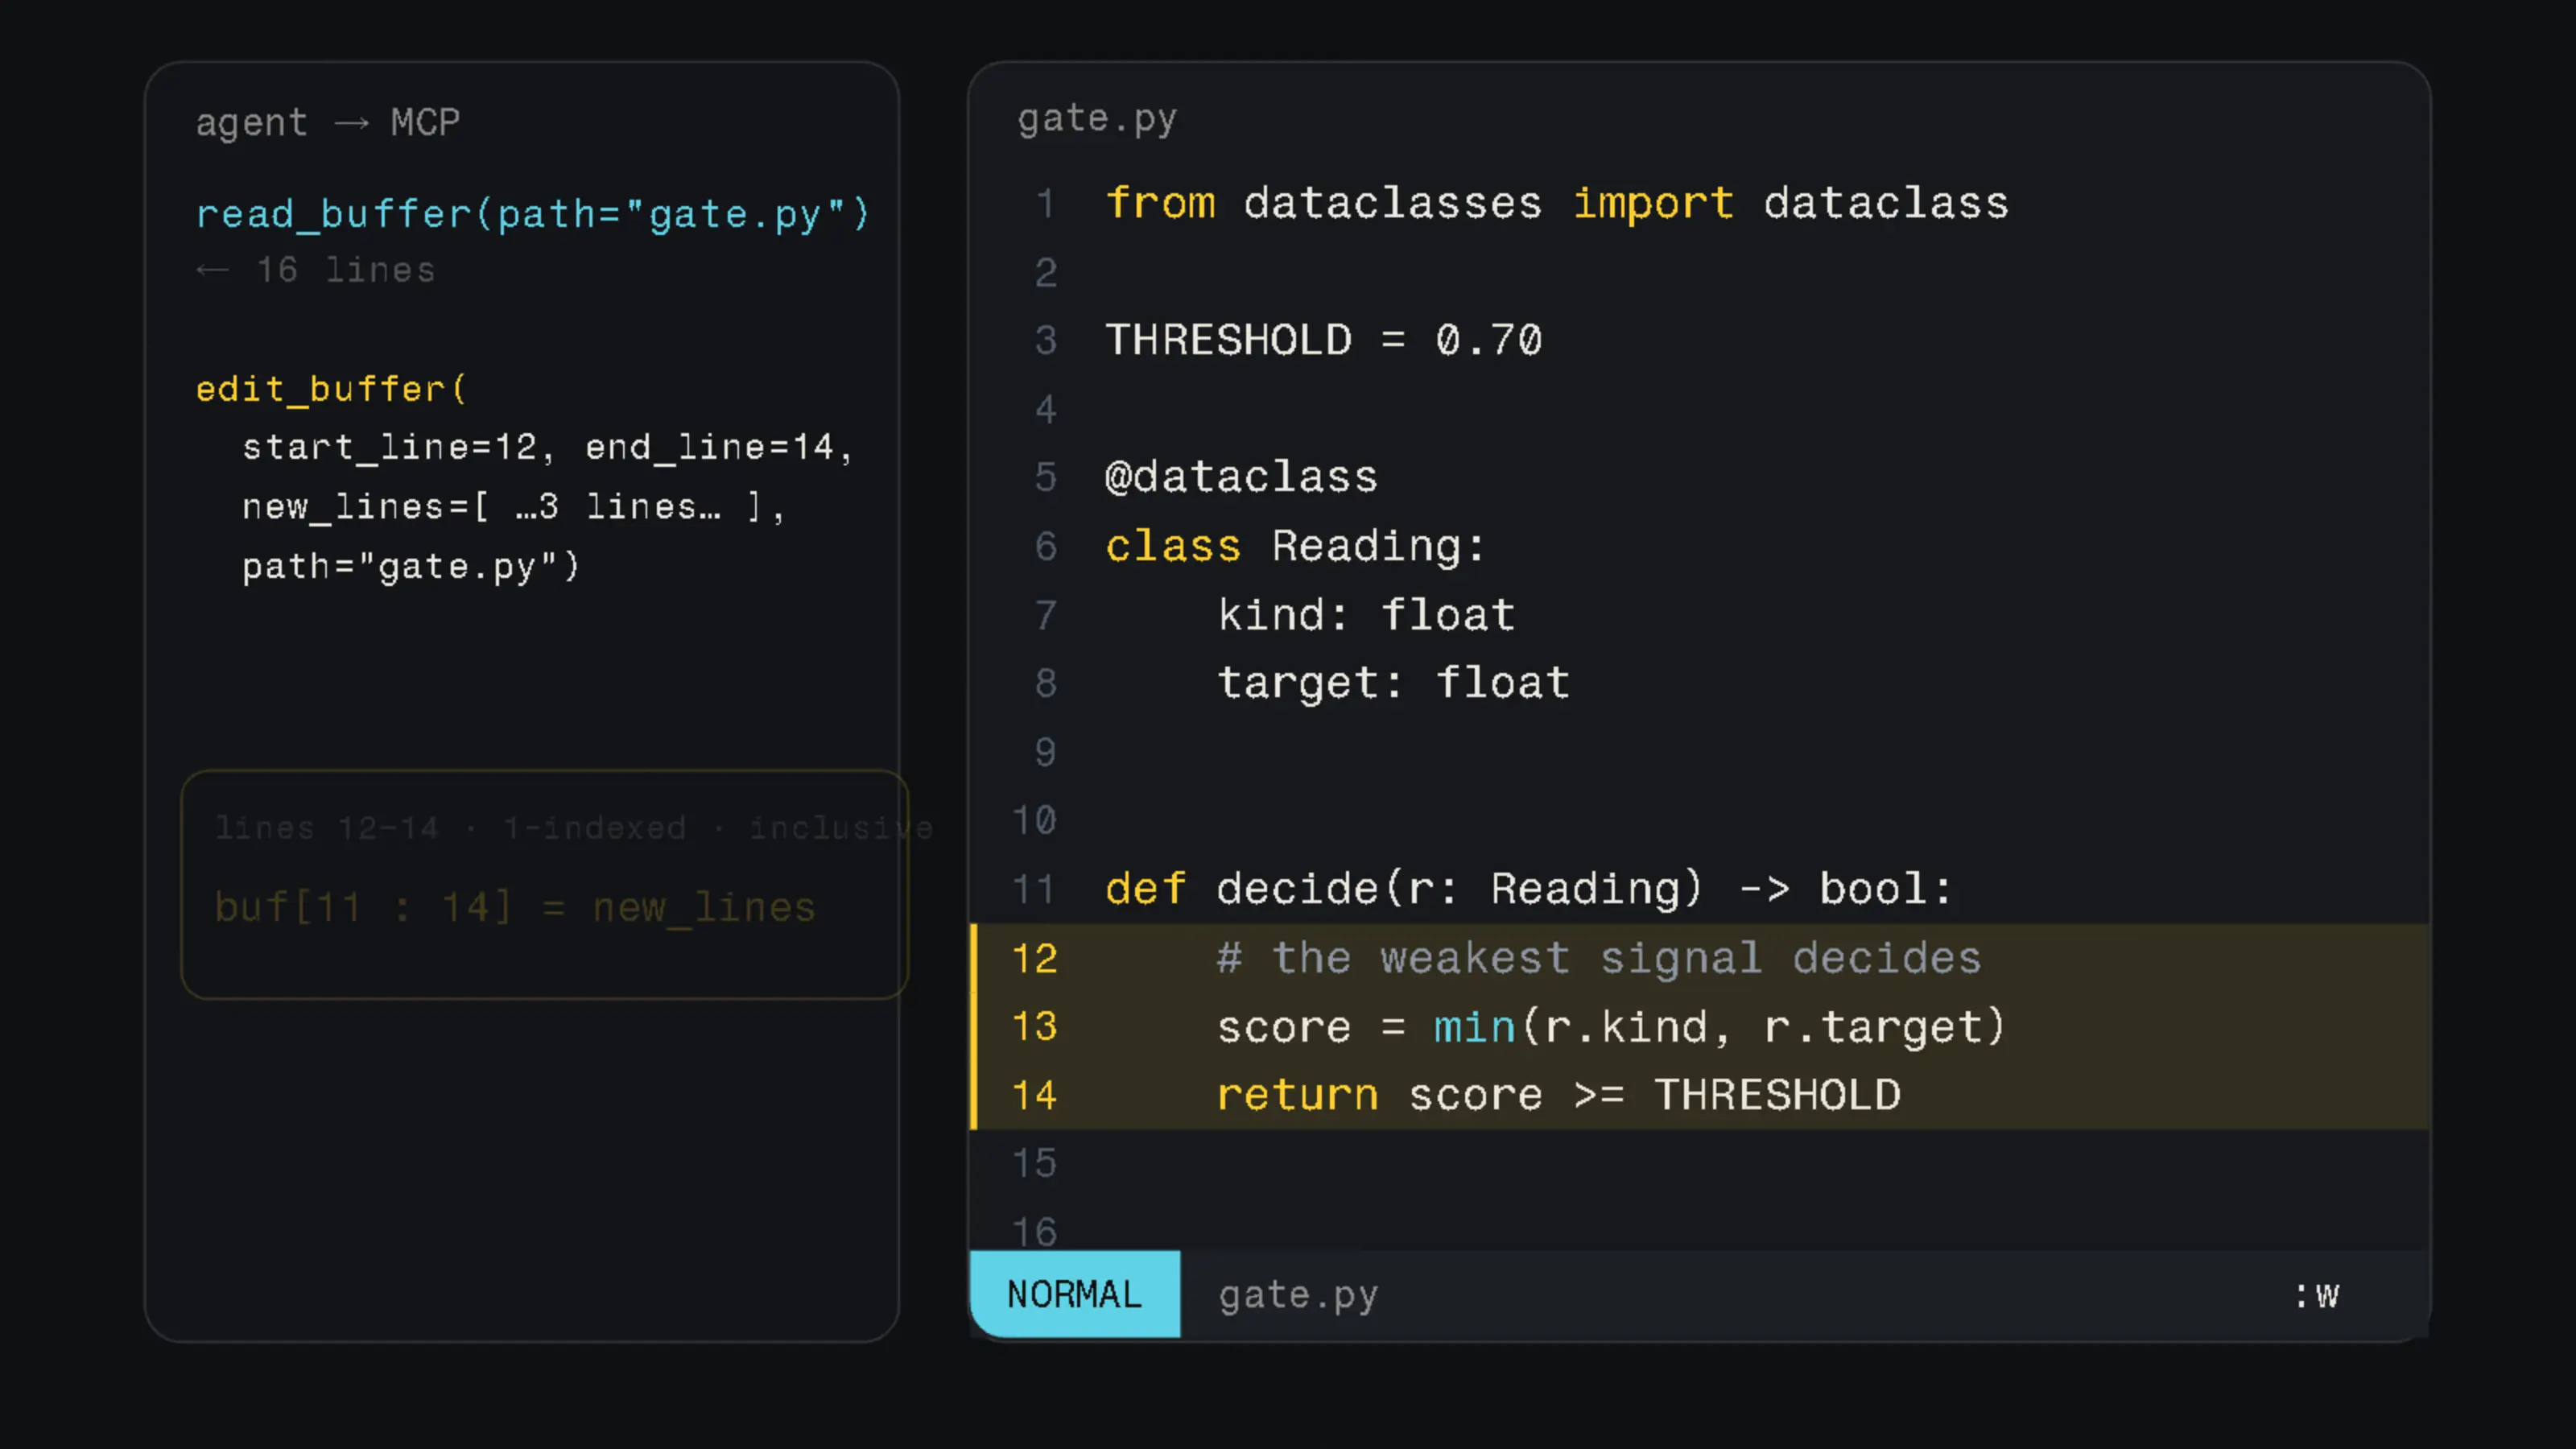 agent → MCP
read_buffer(path="gate.py")
← 16 lines
edit_buffer(
  start_line=12, end_line=14,
  new_lines=[ …3 lines… ],
  path="gate.py")
lines 12–14 · 1-indexed · inclusive
buf[11 : 14] = new_lines
gate.py
1 from dataclasses import dataclass
2
3 THRESHOLD = 0.70
4
5 @dataclass
6 class Reading:
7     kind: float
8     target: float
9
10
11 def decide(r: Reading) -> bool:
12     # the weakest signal decides
13     score = min(r.kind, r.target)
14     return score >= THRESHOLD
15
16
NORMAL gate.py :w